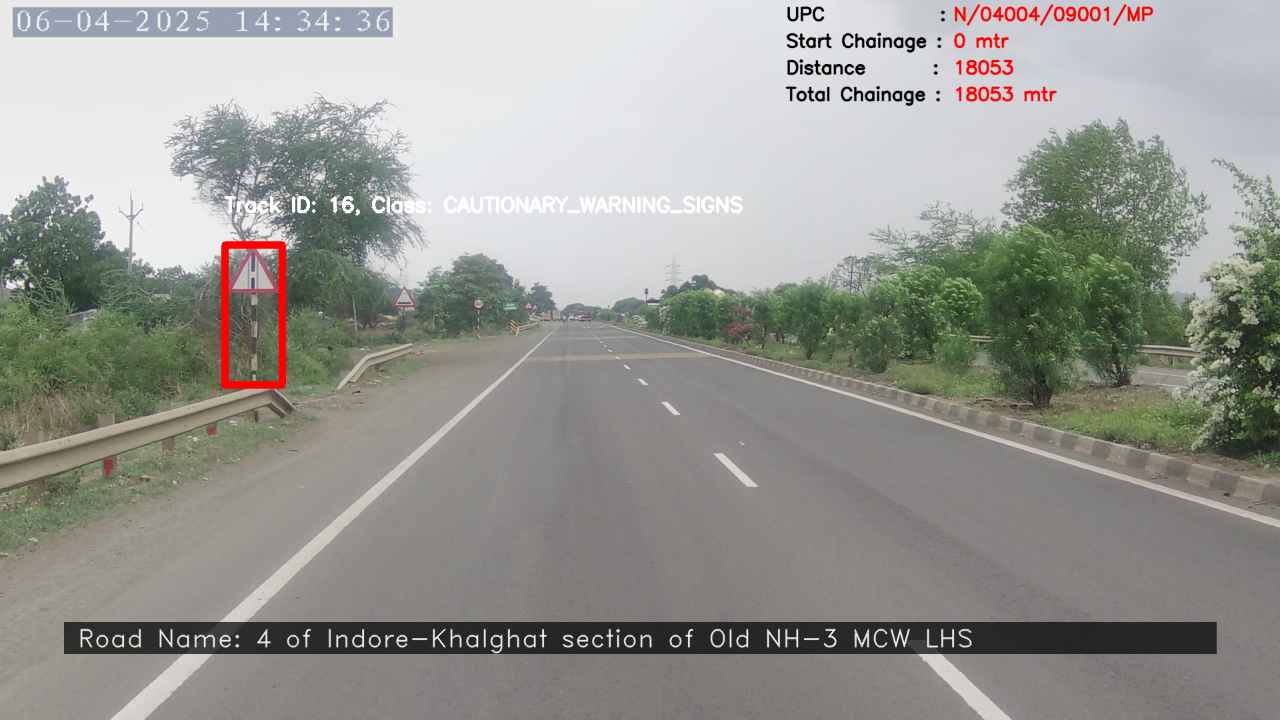 06-04-2025 14:34:36
UPC : N/04004/09001/MP
Start Chainage : 0 mtr
Distance : 18053
Total Chainage : 18053 mtr
Track ID: 16, Class: CAUTIONARY_WARNING_SIGNS
Road Name: 4 of Indore-Khalghat section of Old NH-3 MCW LHS